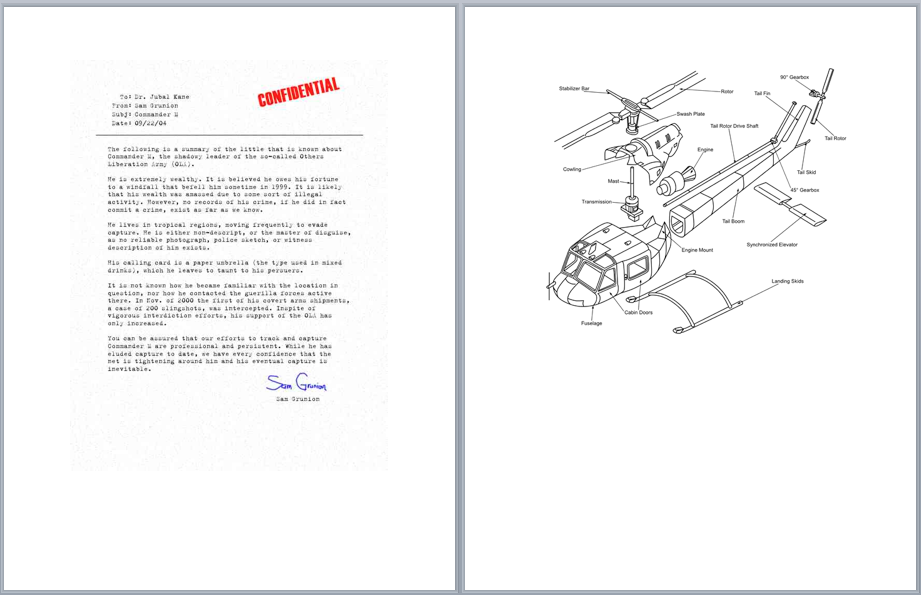 CONFIDENTIAL
To: Dr. Jubal Kane
From: Sam Grunion
Subj: Commander M
Date: 09/22/04
The following is a summary of the little that is known about
Commander M, the shadowy leader of the so-called Others
Liberation Army (OLA).
He is extremely wealthy. It is believed he owes his fortune
to a windfall that befell him sometime in 1999. It is likely
that his wealth was amassed due to some sort of illegal
activity. However, no records of his crime, if he did in fact
commit a crime, exist as far as we know.
He lives in tropical regions, moving frequently to evade
capture. He is either non-descript, or the master of disguise,
as no reliable photograph, police sketch, or witness
description of him exists.
His calling card is a paper umbrella (the type used in mixed
drinks), which he leaves to taunt to his persuers.
It is not known how he became familiar with the location in
question, nor how he contacted the guerilla forces active
there. In Nov. of 2000 the first of his covert arms shipments,
a case of 200 slingshots, was intercepted. Inspite of
vigorous interdiction efforts, his support of the OLA has
only increased.
You can be assured that our efforts to track and capture
Commander M are professional and persistent. While he has
eluded capture to date, we have every confidence that the
net is tightening around him and his eventual capture is
inevitable.
Sam Grunion
Sam Grunion
90° Gearbox
Stabilizer Bar
Rotor
Tail Fin
Swash Plate
Tail Rotor Drive Shaft
Tail Rotor
Engine
Cowling
Tail Skid
Mast
45° Gearbox
Transmission
Tail Boom
Synchronized Elevator
Engine Mount
Landing Skids
Cabin Doors
Fuselage